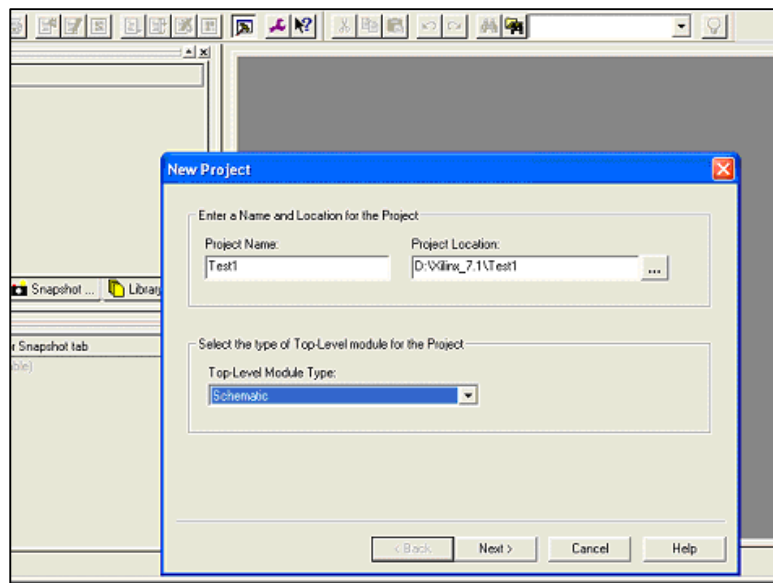 New Project
Enter a Name and Location for the Project
Project Name: Project Location:
Test1 D:\Xilinx_7.1\Test1 ...
Snapshot ... Librar
r Snapshot tab
ble)
Select the type of Top-Level module for the Project
Top-Level Module Type:
Schematic
< Back Next > Cancel Help